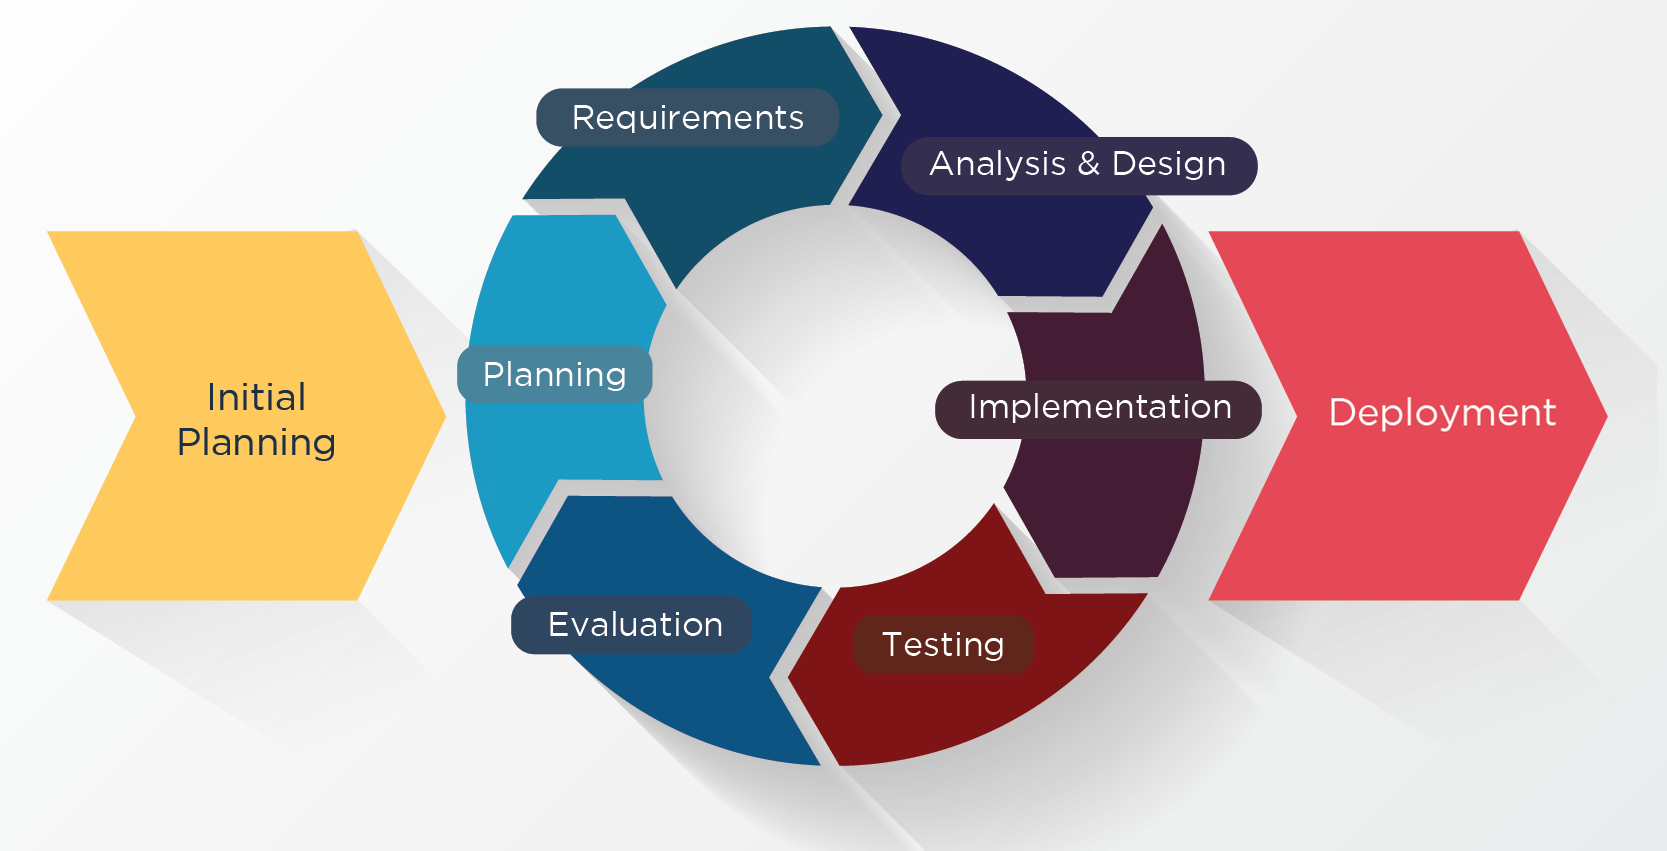 Initial
Planning
Planning
Requirements
Analysis & Design
Implementation
Testing
Evaluation
Deployment